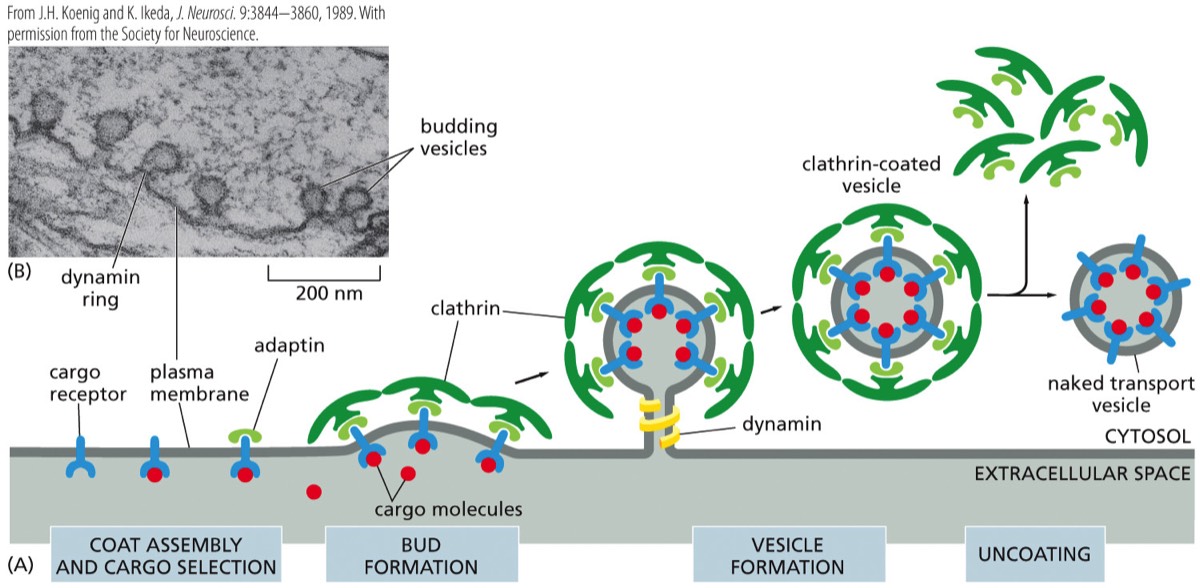 From J.H. Koenig and K. Ikeda, J. Neurosci. 9:3844–3860, 1989. With
permission from the Society for Neuroscience.
budding
vesicles
(B)
dynamin
ring
200 nm
clathrin-coated
vesicle
clathrin
adaptin
cargo
receptor
plasma
membrane
dynamin
naked transport
vesicle
CYTOSOL
EXTRACELLULAR SPACE
cargo molecules
(A)
COAT ASSEMBLY
AND CARGO SELECTION
BUD
FORMATION
VESICLE
FORMATION
UNCOATING